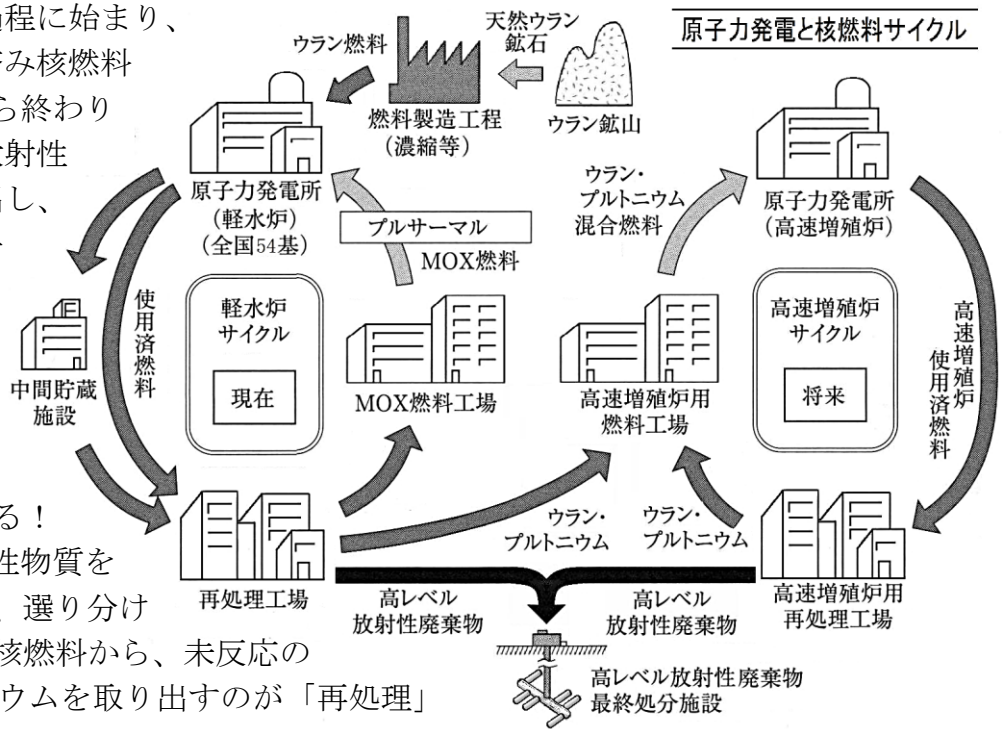 程に始まり、
み核燃料
ら終わり
射性
出し、
原子力発電と核燃料サイクル
天然ウラン
鉱石
ウラン燃料
燃料製造工程
(濃縮等)
ウラン鉱山
原子力発電所
(軽水炉)
(全国54基)
プルサーマル
MOX燃料
ウラン・
プルトニウム
混合燃料
原子力発電所
(高速増殖炉)
使用済燃料
軽水炉
サイクル
現在
高速増殖炉
サイクル
将来
高速増殖炉
使用済燃料
中間貯蔵
施設
MOX燃料工場
高速増殖炉用
燃料工場
る！
性物質を
、選り分け
核燃料から、未反応の
ウムを取り出すのが「再処理」
再処理工場
ウラン・
プルトニウム
ウラン・
プルトニウム
高速増殖炉用
再処理工場
高レベル
放射性廃棄物
高レベル
放射性廃棄物
高レベル放射性廃棄物
最終処分施設